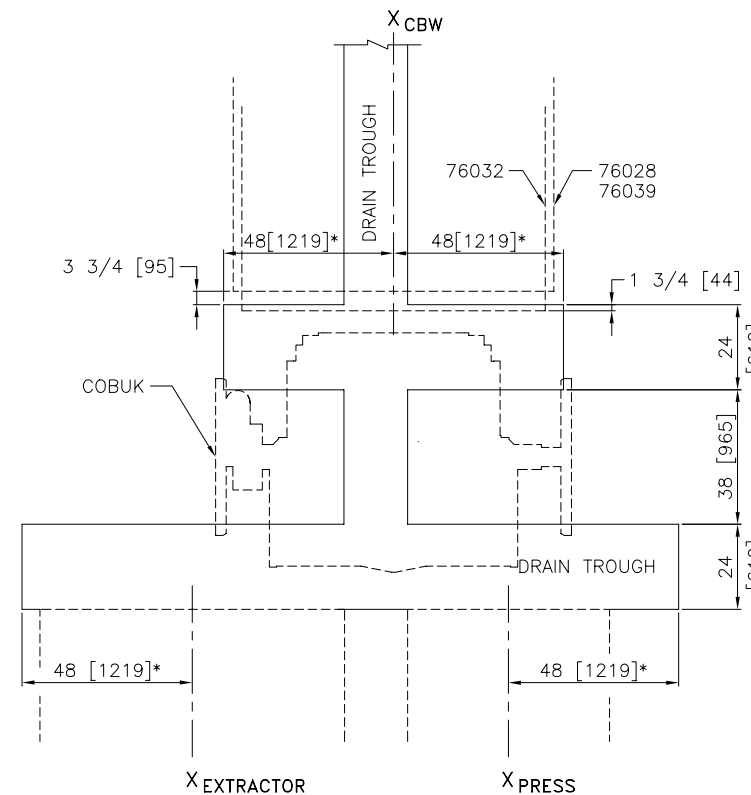 X CBW
DRAIN TROUGH
76032
76028
76039
48[1219]*
48[1219]*
3 3/4 [95]
1 3/4 [44]
24
COBUK
38 [965]
24
DRAIN TROUGH
48 [1219]*
48 [1219]*
X EXTRACTOR
X PRESS